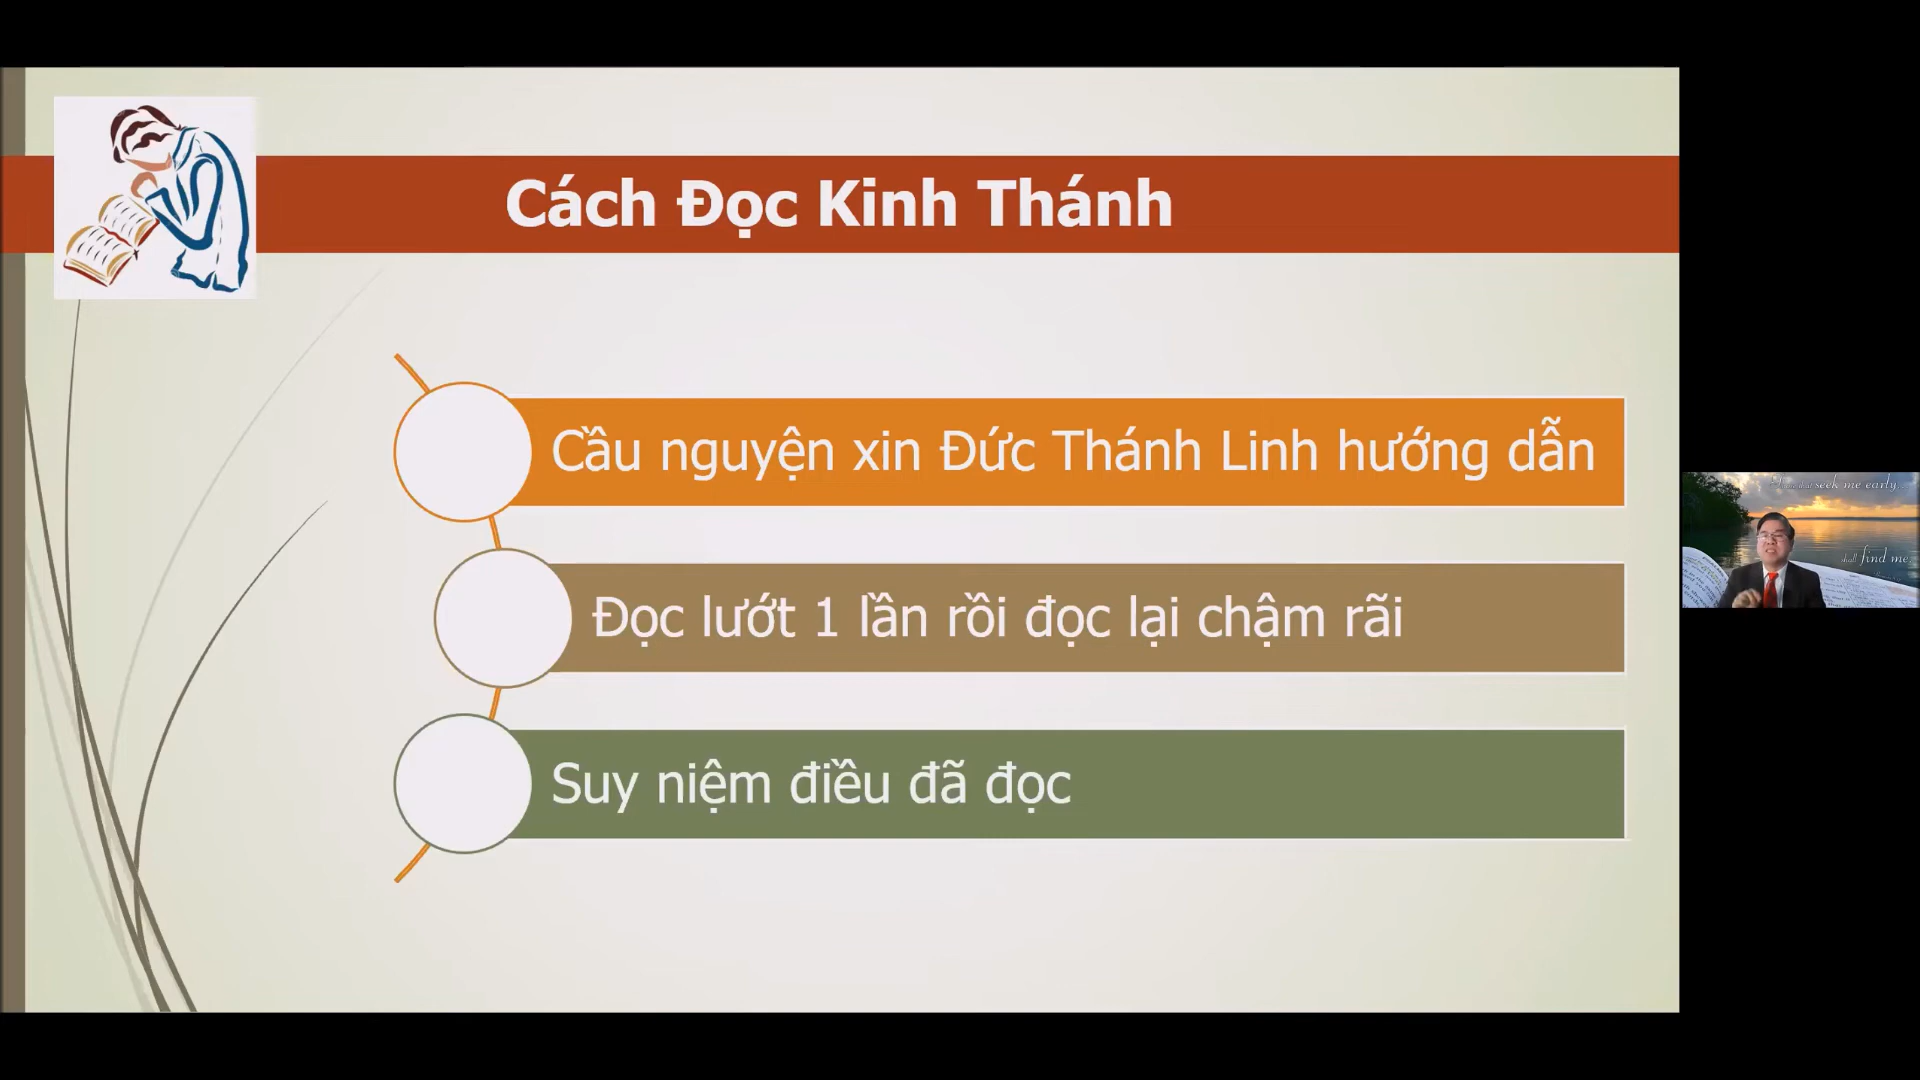 Cách Đọc Kinh Thánh
Cầu nguyện xin Đức Thánh Linh hướng dẫn
Đọc lướt 1 lần rồi đọc lại chậm rãi
Suy niệm điều đã đọc
seek me early...
shall find me.